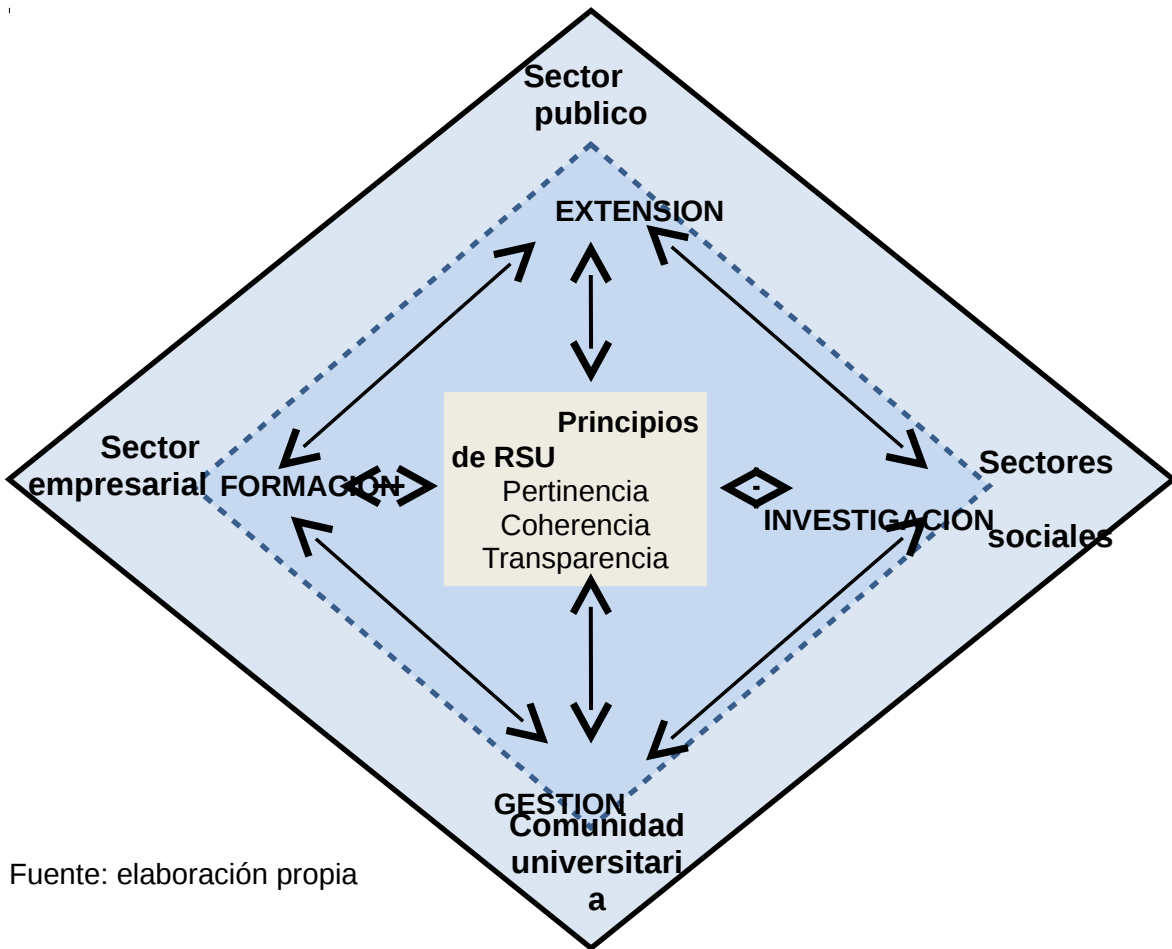 Sector
publico
EXTENSION
Principios
de RSU
Pertinencia
Coherencia
Transparencia
Sector
empresarial
FORMACION
Sectores
sociales
INVESTIGACION
GESTION
Comunidad
universitari
a
Fuente: elaboración propia